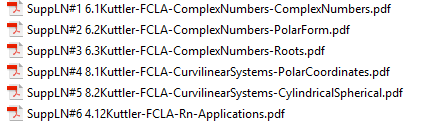 SuppLN#1 6.1Kuttler-FCLA-ComplexNumbers-ComplexNumbers.pdf
SuppLN#2 6.2Kuttler-FCLA-ComplexNumbers-PolarForm.pdf
SuppLN#3 6.3Kuttler-FCLA-ComplexNumbers-Roots.pdf
SuppLN#4 8.1Kuttler-FCLA-CurvilinearSystems-PolarCoordinates.pdf
SuppLN#5 8.2Kuttler-FCLA-CurvilinearSystems-CylindricalSpherical.pdf
SuppLN#6 4.12Kuttler-FCLA-Rn-Applications.pdf